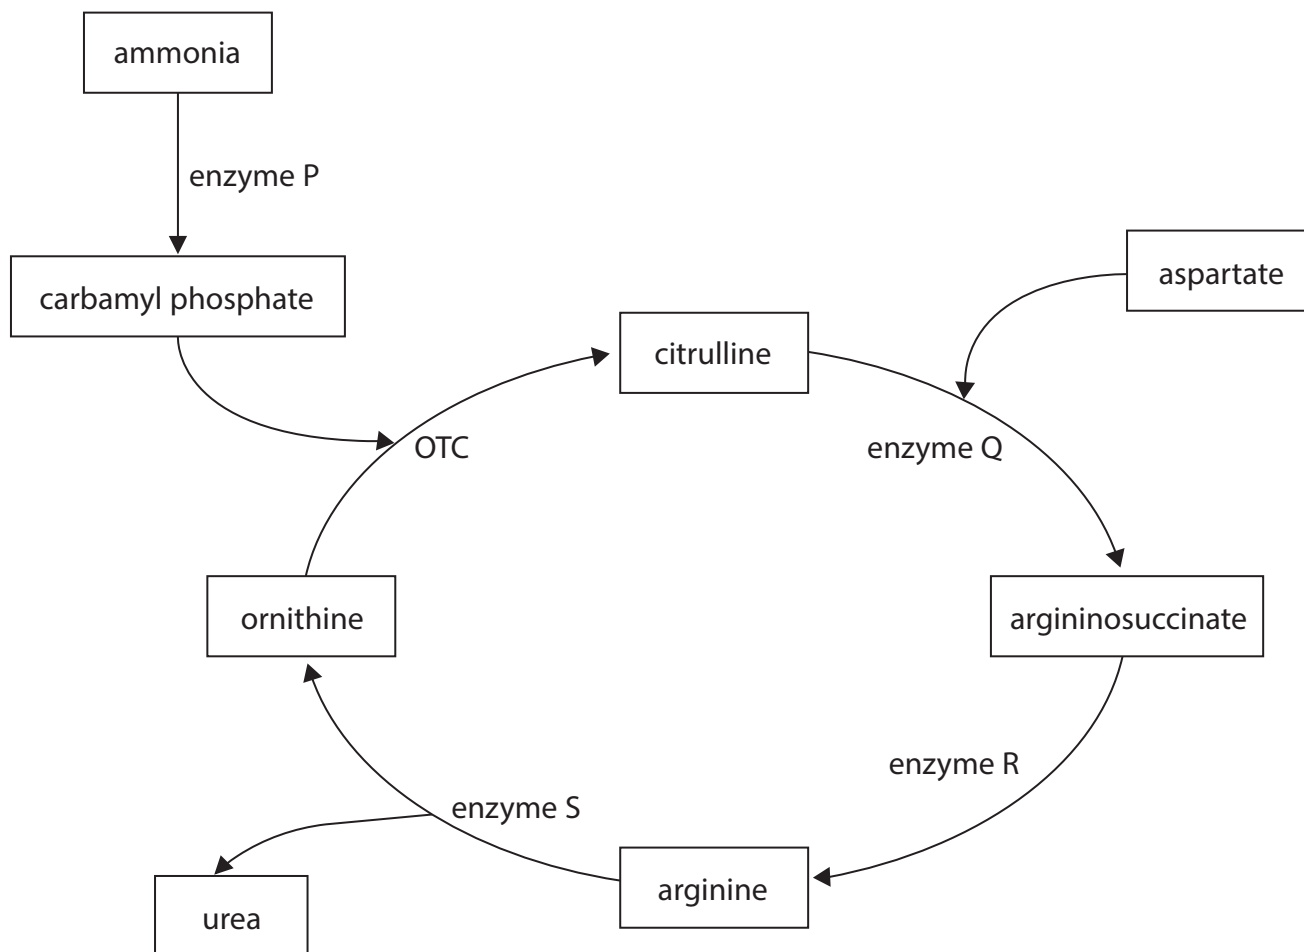 ammonia
enzyme P
aspartate
carbamyl phosphate
citrulline
OTC
enzyme Q
ornithine
argininosuccinate
enzyme R
enzyme S
arginine
urea